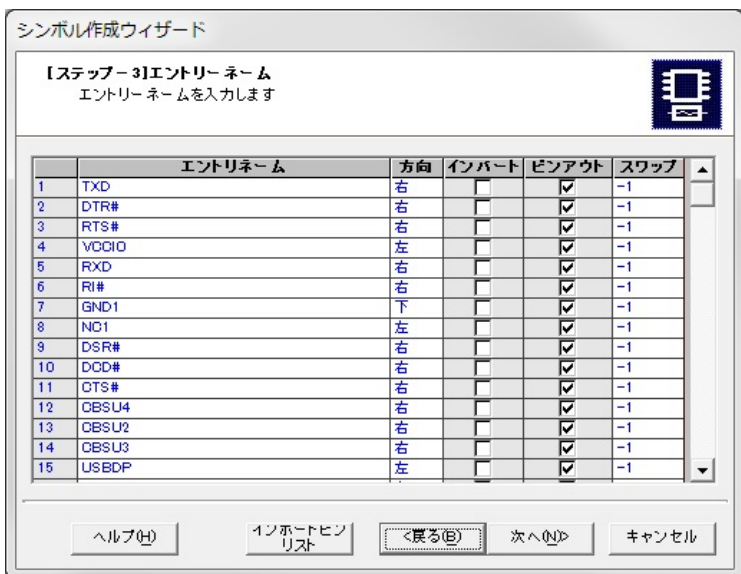 シンボル作成ウィザード
【ステップ－3】エントリーネーム
エントリーネームを入力します
エントリネーム 方向 インバート ピンアウト スワップ
1 TXD 右 -1
2 DTR# 右 -1
3 RTS# 右 -1
4 VCCIO 左 -1
5 RXD 右 -1
6 RI# 右 -1
7 GND1 下 -1
8 NC1 左 -1
9 DSR# 右 -1
10 DCD# 右 -1
11 CTS# 右 -1
12 CBSU4 右 -1
13 CBSU2 右 -1
14 CBSU3 右 -1
15 USBDP 左 -1
ヘルプ(H) インポートピン <戻る(B) 次へ(N)> キャンセル
リスト